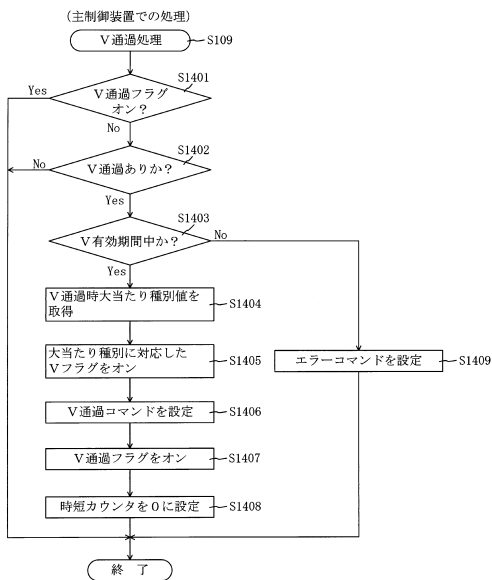 (主制御装置での処理)
V通過処理
S109
S1401
Yes
V通過フラグ
オン?
No
S1402
No
V通過ありか?
Yes
S1403
V有効期間中か?
No
Yes
V通過時大当たり種別値を
取得
S1404
大当たり種別に対応した
Vフラグをオン
S1405
エラーコマンドを設定
S1409
V通過コマンドを設定
S1406
V通過フラグをオン
S1407
時短カウンタを0に設定
S1408
終 了